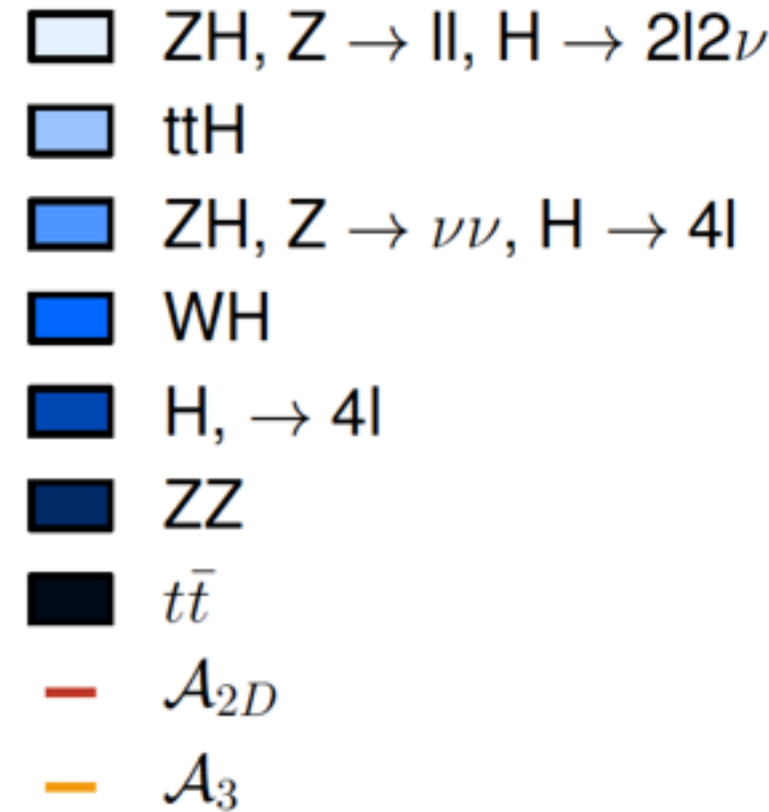 ZH, Z → ll, H → 2l2ν
ttH
ZH, Z → νν, H → 4l
WH
H, → 4l
ZZ
tt̄
𝒜₂D
𝒜₃